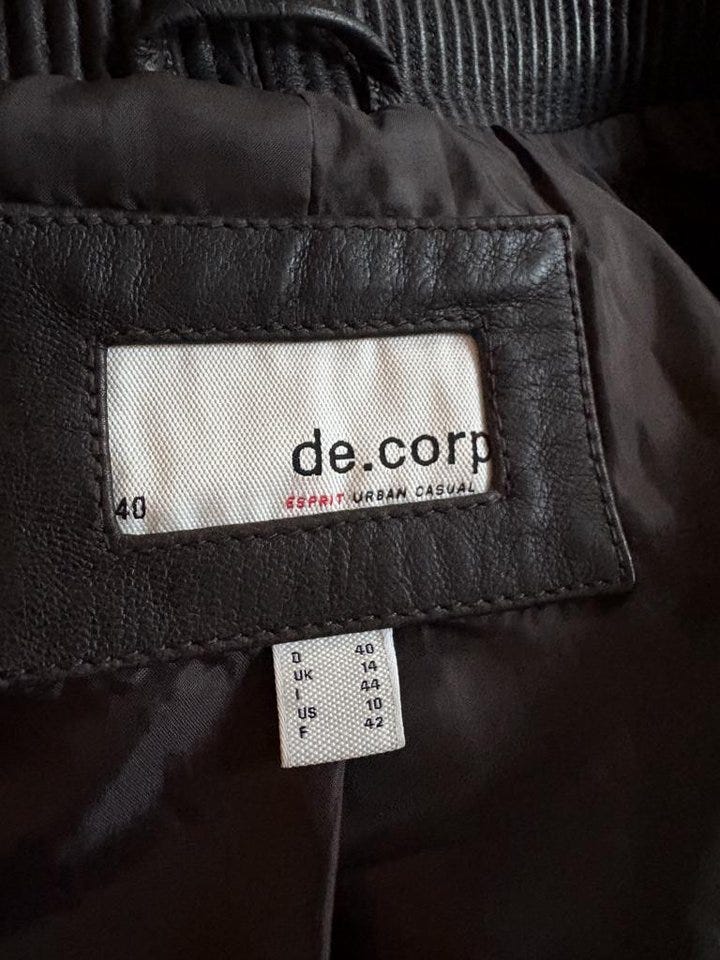 de.corp
40
ESPRIT URBAN CASUAL
D 40
UK 14
I 44
US 10
F 42